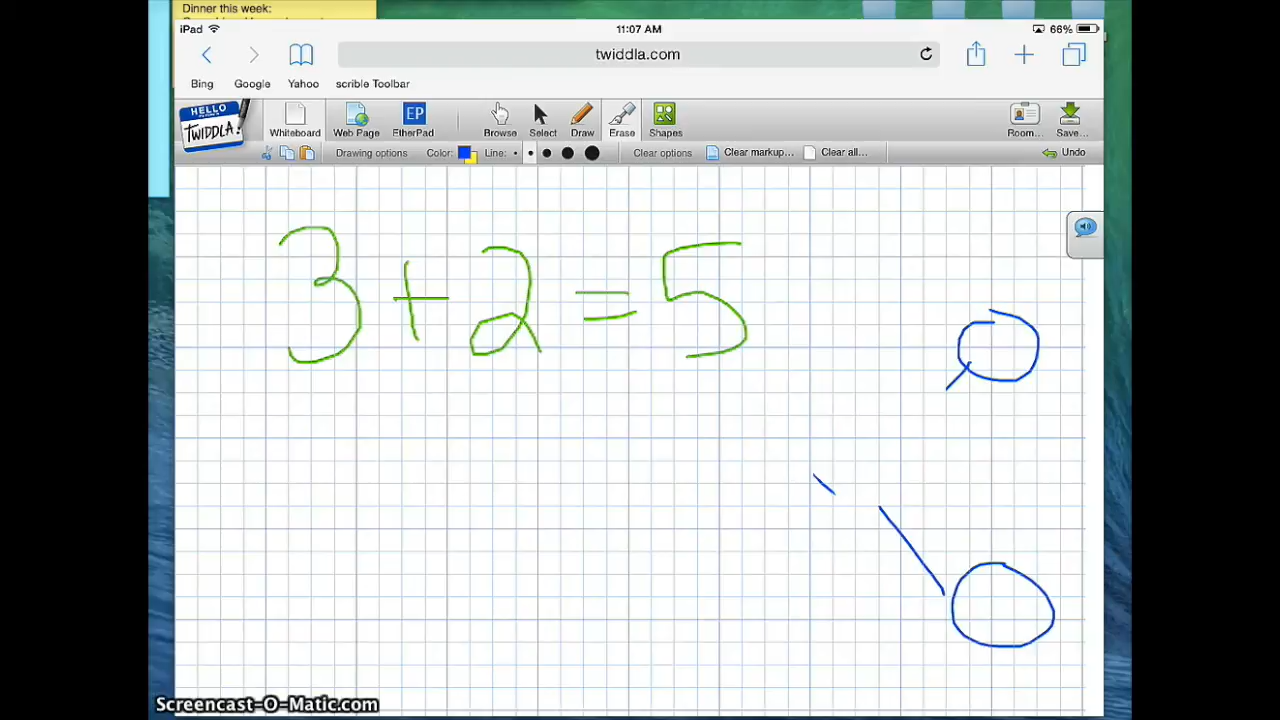 Dinner this week:
iPad 11:07 AM 66%
twiddla.com
Bing Google Yahoo scrible Toolbar
HELLO
TWIDDLA!
EP
Whiteboard Web Page EtherPad Browse Select Draw Erase Shapes Room... Save...
Drawing options Color: Line: Clear options Clear markup... Clear all... Undo
3+2=5
Screencast-O-Matic.com